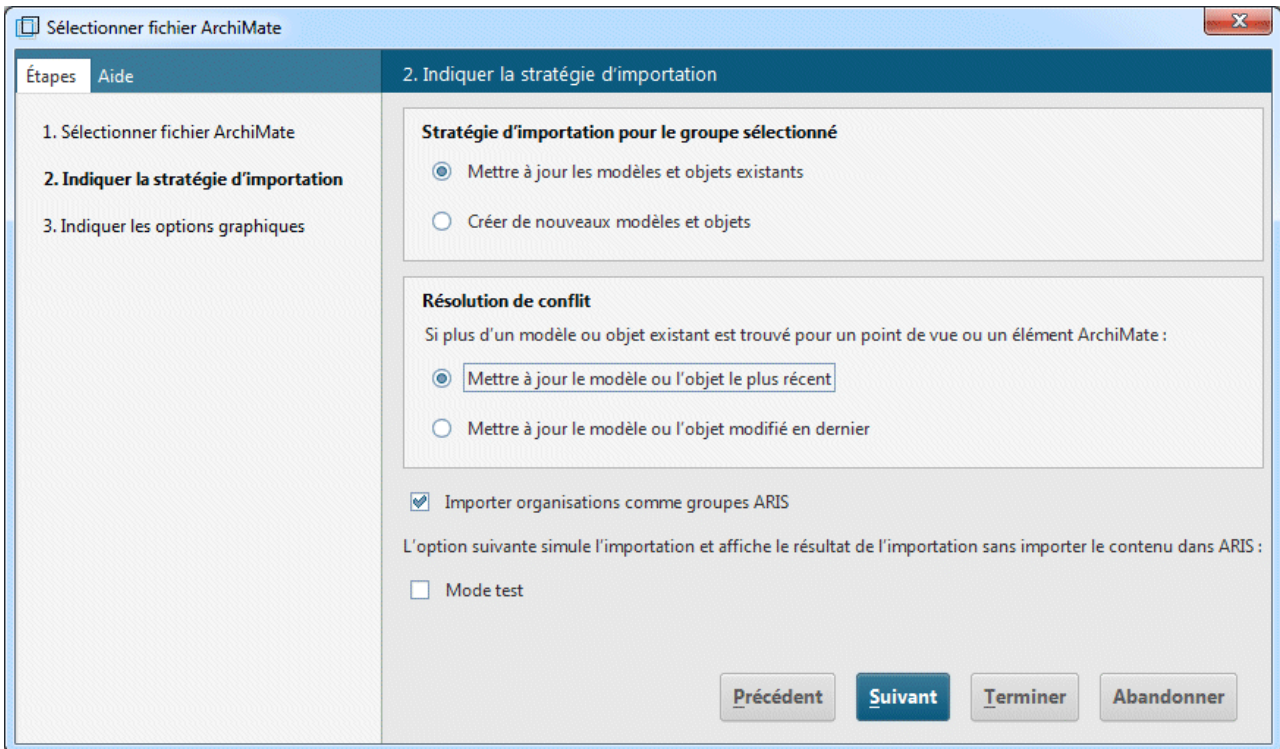 Sélectionner fichier ArchiMate
Étapes Aide
1. Sélectionner fichier ArchiMate
2. Indiquer la stratégie d'importation
3. Indiquer les options graphiques
2. Indiquer la stratégie d'importation
Stratégie d'importation pour le groupe sélectionné
Mettre à jour les modèles et objets existants
Créer de nouveaux modèles et objets
Résolution de conflit
Si plus d'un modèle ou objet existant est trouvé pour un point de vue ou un élément ArchiMate :
Mettre à jour le modèle ou l'objet le plus récent
Mettre à jour le modèle ou l'objet modifié en dernier
Importer organisations comme groupes ARIS
L'option suivante simule l'importation et affiche le résultat de l'importation sans importer le contenu dans ARIS :
Mode test
Précédent Suivant Terminer Abandonner